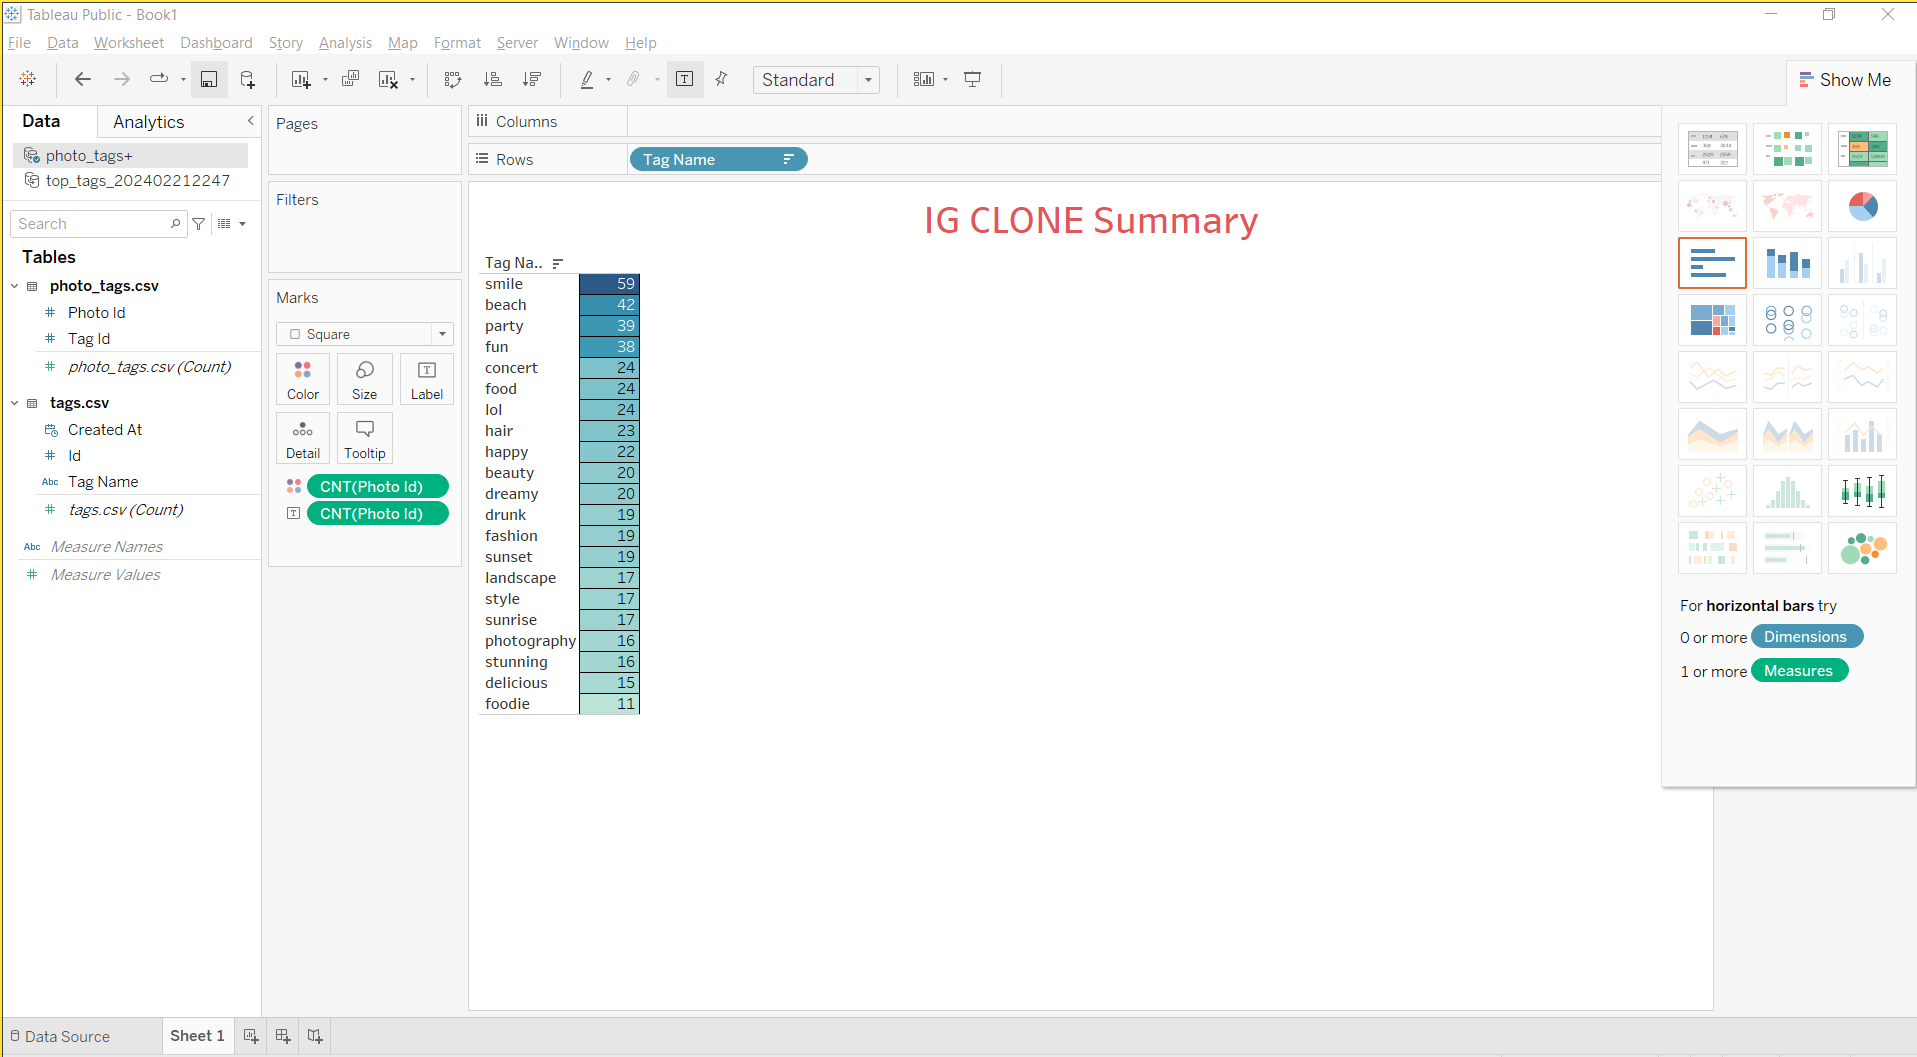 Tableau Public - Book1
File Data Worksheet Dashboard Story Analysis Map Format Server Window Help
Standard
Show Me
Data Analytics
photo_tags+
top_tags_202402212247
Search
Tables
photo_tags.csv
Photo Id
Tag Id
photo_tags.csv (Count)
tags.csv
Created At
Id
Abc Tag Name
tags.csv (Count)
Abc Measure Names
Measure Values
Pages
Filters
Marks
Square
Color Size Label
Detail Tooltip
CNT(Photo Id)
CNT(Photo Id)
Columns
Rows Tag Name
IG CLONE Summary
Tag Na..
smile 59
beach 42
party 39
fun 38
concert 24
food 24
lol 24
hair 23
happy 22
beauty 20
dreamy 20
drunk 19
fashion 19
sunset 19
landscape 17
style 17
sunrise 17
photography 16
stunning 16
delicious 15
foodie 11
For horizontal bars try
0 or more Dimensions
1 or more Measures
Data Source Sheet 1